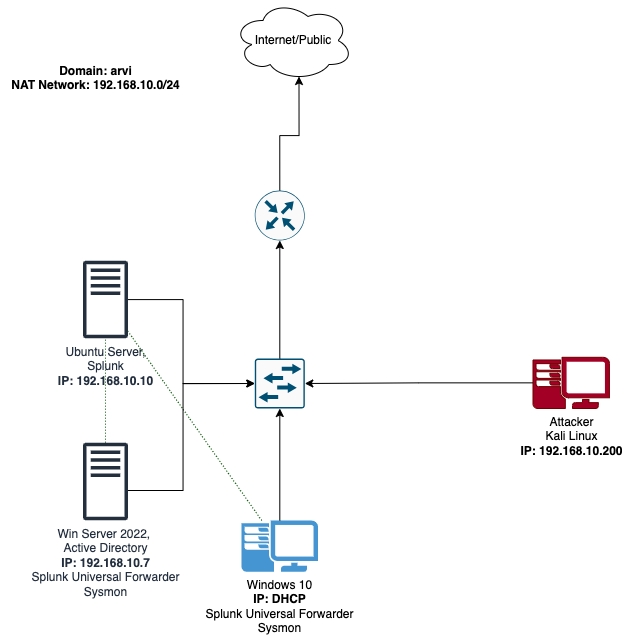 Internet/Public
Domain: arvi
NAT Network: 192.168.10.0/24
Ubuntu Server,
Splunk
IP: 192.168.10.10
Attacker
Kali Linux
IP: 192.168.10.200
Win Server 2022,
Active Directory
IP: 192.168.10.7
Splunk Universal Forwarder
Sysmon
Windows 10
IP: DHCP
Splunk Universal Forwarder
Sysmon